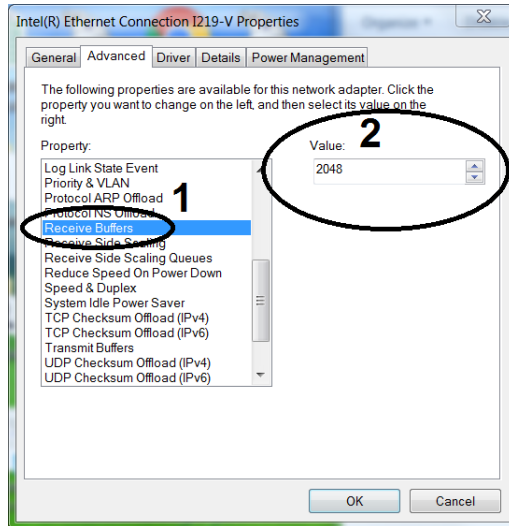 Intel(R) Ethernet Connection I219-V Properties
General Advanced Driver Details Power Management
The following properties are available for this network adapter. Click the
property you want to change on the left, and then select its value on the
right.
Property:
Value:
1
2
Log Link State Event
Priority & VLAN
Protocol ARP Offload
Protocol NS Offload
Receive Buffers
Receive Side Scaling
Receive Side Scaling Queues
Reduce Speed On Power Down
Speed & Duplex
System Idle Power Saver
TCP Checksum Offload (IPv4)
TCP Checksum Offload (IPv6)
Transmit Buffers
UDP Checksum Offload (IPv4)
UDP Checksum Offload (IPv6)
2048
OK Cancel